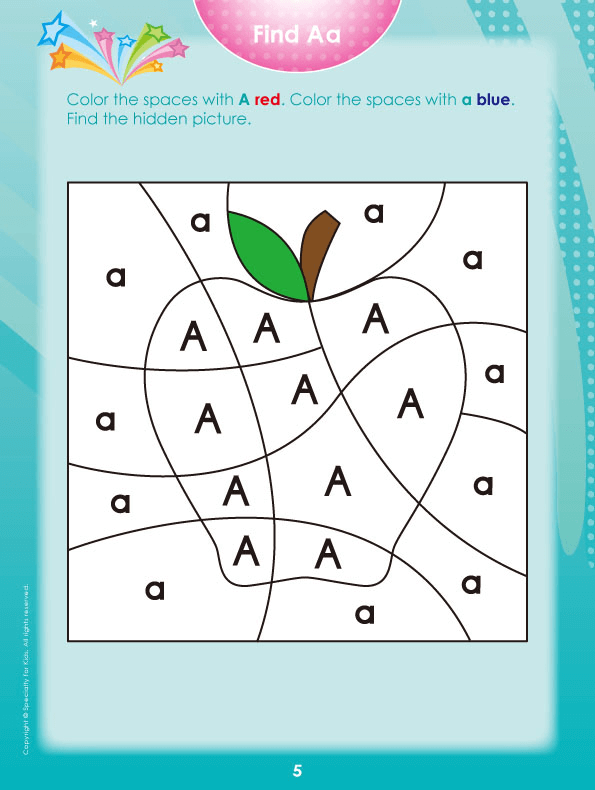 Find Aa
Color the spaces with A red. Color the spaces with a blue.
Find the hidden picture.
a
a
a
a
A
A
A
a
A
A
A
a
a
A
A
a
A
A
a
a
a
Copyright © Specialty For Kids. All rights reserved.
5